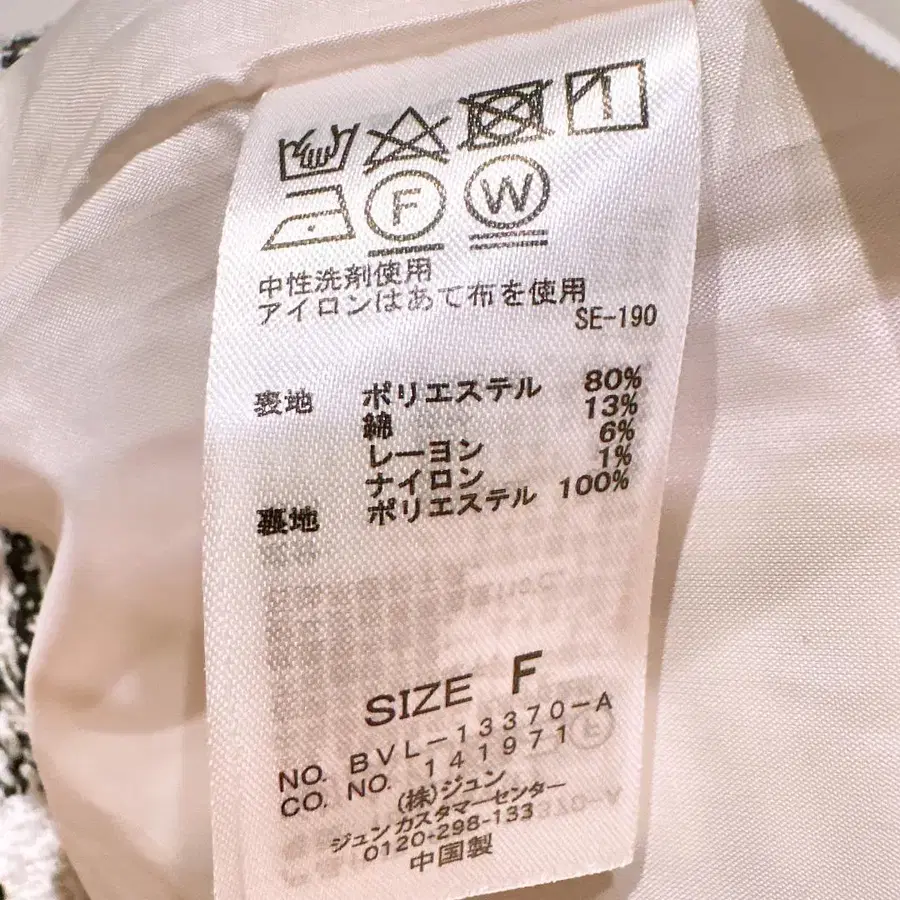 F W
中性洗剤使用
アイロンはあて布を使用
SE-190
表地 ポリエステル 80%
綿 13%
レーヨン 6%
ナイロン 1%
裏地 ポリエステル 100%
SIZE F
NO. BVL-13370-A
CO. NO. 141971
(株)ジュン
ジュン カスタマーセンター
0120-298-133
中国製